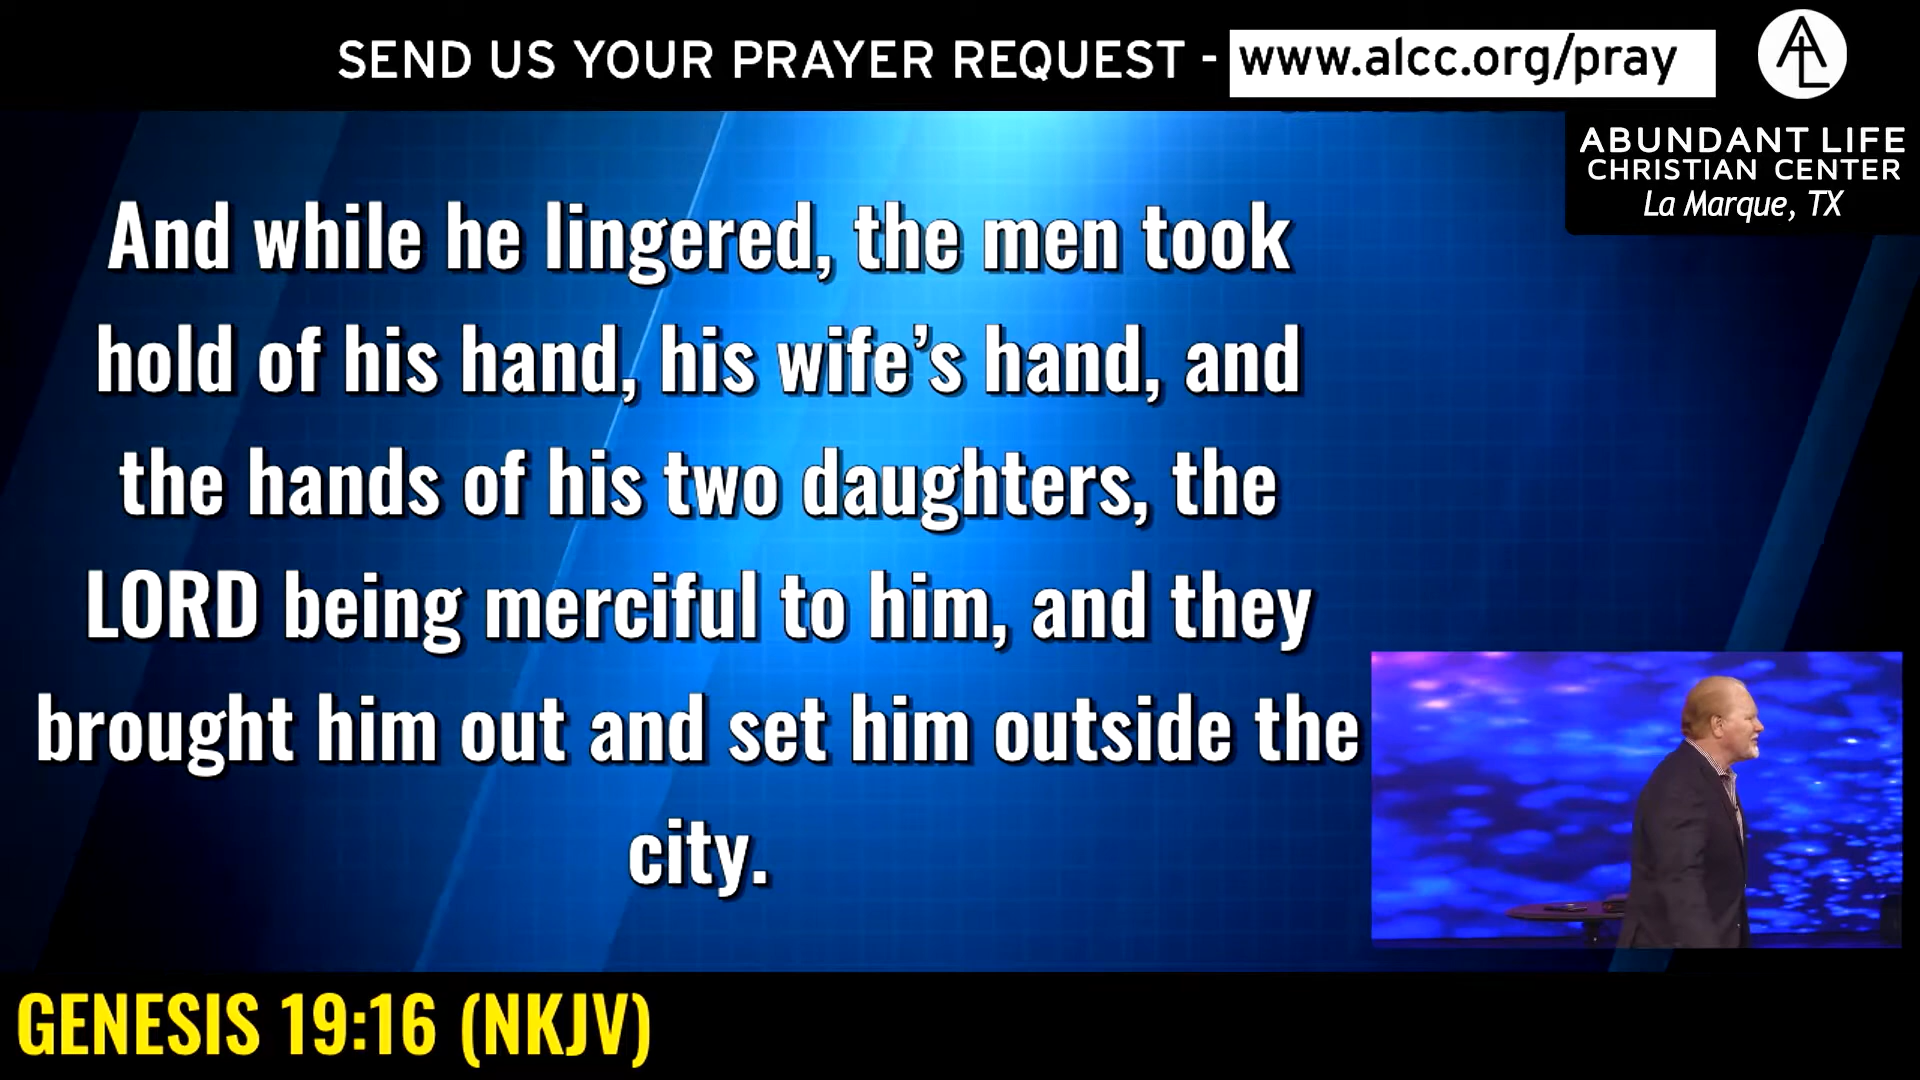 SEND US YOUR PRAYER REQUEST - www.alcc.org/pray
ATL
ABUNDANT LIFE
CHRISTIAN CENTER
La Marque, TX
And while he lingered, the men took
hold of his hand, his wife’s hand, and
the hands of his two daughters, the
LORD being merciful to him, and they
brought him out and set him outside the
city.
GENESIS 19:16 (NKJV)